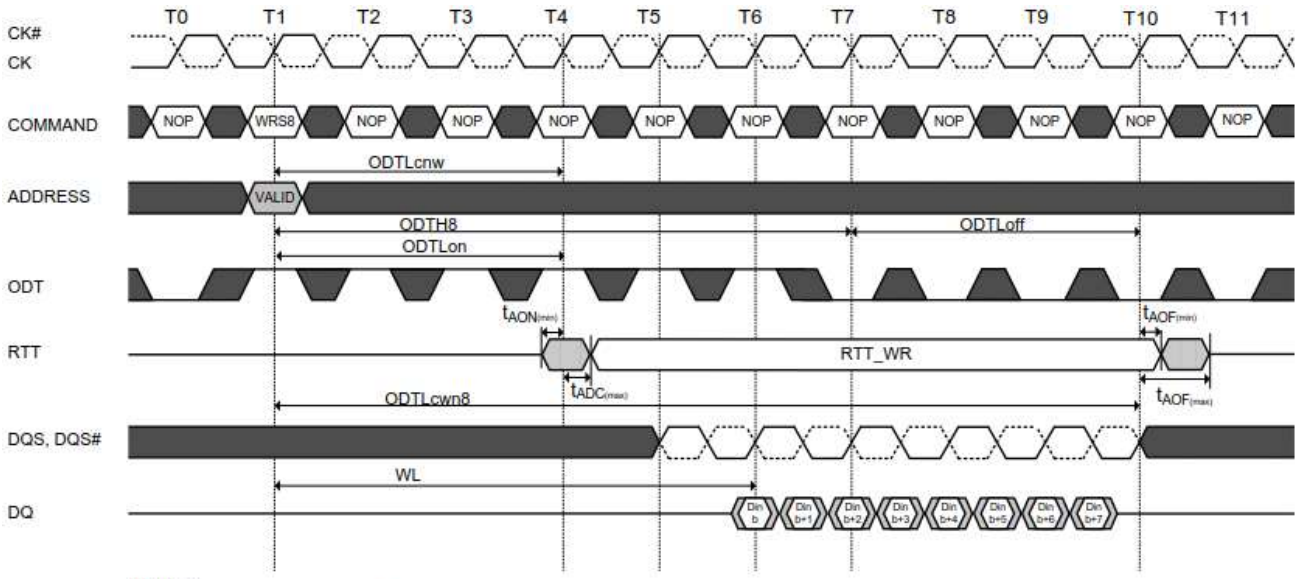 T0 T1 T2 T3 T4 T5 T6 T7 T8 T9 T10 T11
CK#
CK
COMMAND NOP WRS8 NOP NOP NOP NOP NOP NOP NOP NOP NOP NOP
ODTLcnw
ADDRESS VALID
ODTH8 ODTLoff
ODTLon
ODT
tAON(min) tAOF(min)
RTT RTT_WR
tADC(max) tAOF(max)
ODTLcwn8
DQS, DQS#
WL
DQ Din b Din b+1 Din b+2 Din b+3 Din b+4 Din b+5 Din b+6 Din b+7